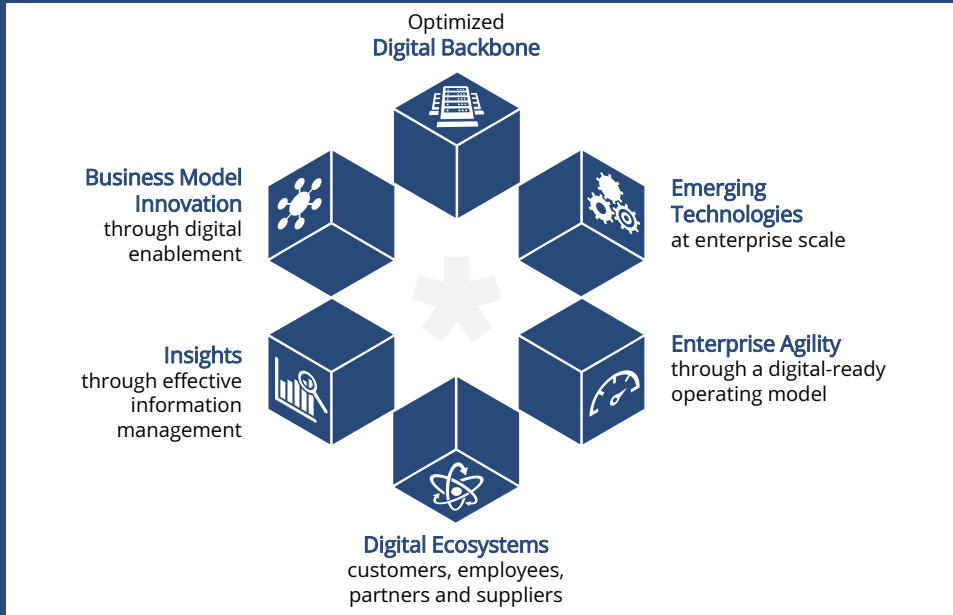 Optimized
Digital Backbone
Business Model
Innovation
through digital
enablement
Emerging
Technologies
at enterprise scale
Insights
through effective
information
management
Enterprise Agility
through a digital-ready
operating model
Digital Ecosystems
customers, employees,
partners and suppliers